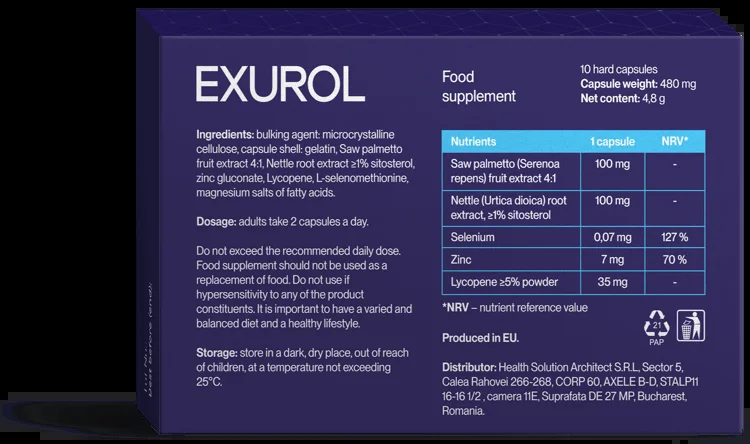 EXUROL
Ingredients: bulking agent: microcrystalline
cellulose, capsule shell: gelatin, Saw palmetto
fruit extract 4:1, Nettle root extract ≥1% sitosterol,
zinc gluconate, Lycopene, L-selenomethionine,
magnesium salts of fatty acids.
Dosage: adults take 2 capsules a day.
Do not exceed the recommended daily dose.
Food supplement should not be used as a
replacement of food. Do not use if
hypersensitivity to any of the product
constituents. It is important to have a varied and
balanced diet and a healthy lifestyle.
Storage: store in a dark, dry place, out of reach
of children, at a temperature not exceeding
25°C.
Food
supplement
10 hard capsules
Capsule weight: 480 mg
Net content: 4,8 g
Nutrients 1 capsule NRV*
Saw palmetto (Serenoa
repens) fruit extract 4:1 100 mg -
Nettle (Urtica dioica) root
extract, ≥1% sitosterol 100 mg -
Selenium 0,07 mg 127 %
Zinc 7 mg 70 %
Lycopene ≥5% powder 35 mg -
*NRV – nutrient reference value
Produced in EU.
21
PAP
Distributor: Health Solution Architect S.R.L, Sector 5,
Calea Rahovei 266-268, CORP 60, AXELE B-D, STALP11
16-16 1/2 , camera 11E, Suprafata DE 27 MP, Bucharest,
Romania.
Best before (end):